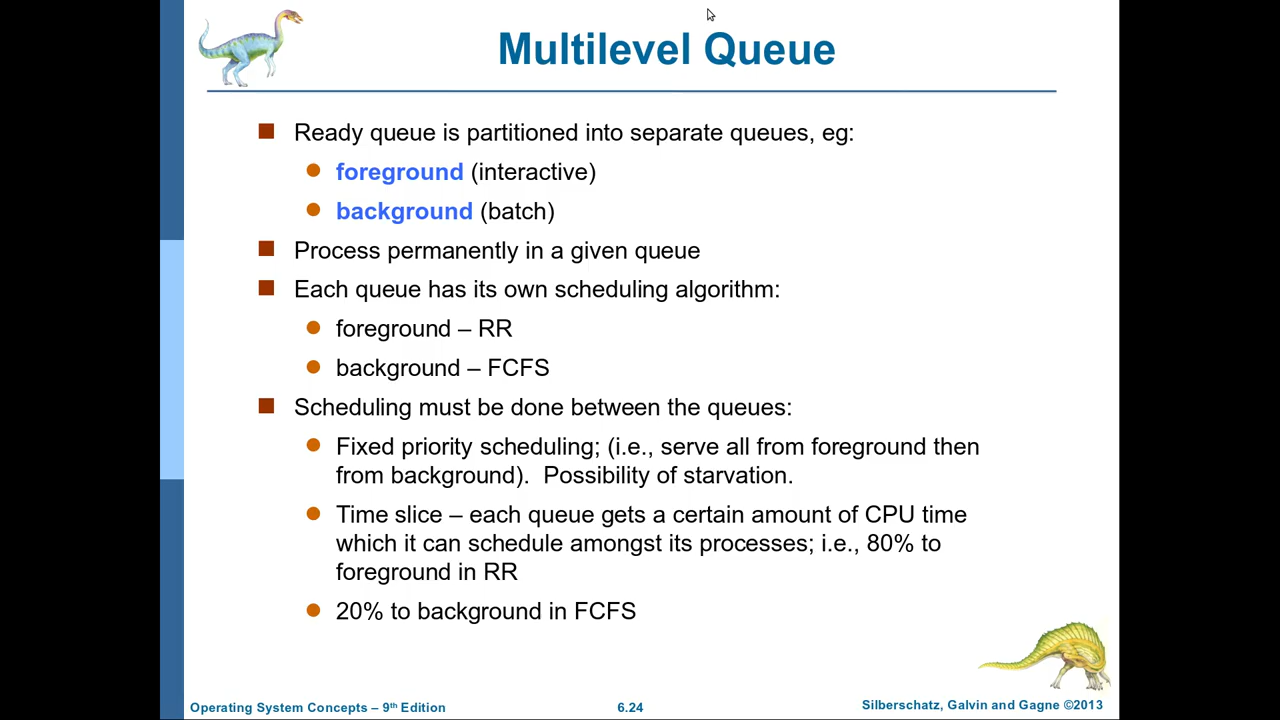 Multilevel Queue
Ready queue is partitioned into separate queues, eg:
foreground (interactive)
background (batch)
Process permanently in a given queue
Each queue has its own scheduling algorithm:
foreground – RR
background – FCFS
Scheduling must be done between the queues:
Fixed priority scheduling; (i.e., serve all from foreground then
from background).  Possibility of starvation.
Time slice – each queue gets a certain amount of CPU time
which it can schedule amongst its processes; i.e., 80% to
foreground in RR
20% to background in FCFS
Operating System Concepts – 9th Edition
6.24
Silberschatz, Galvin and Gagne ©2013